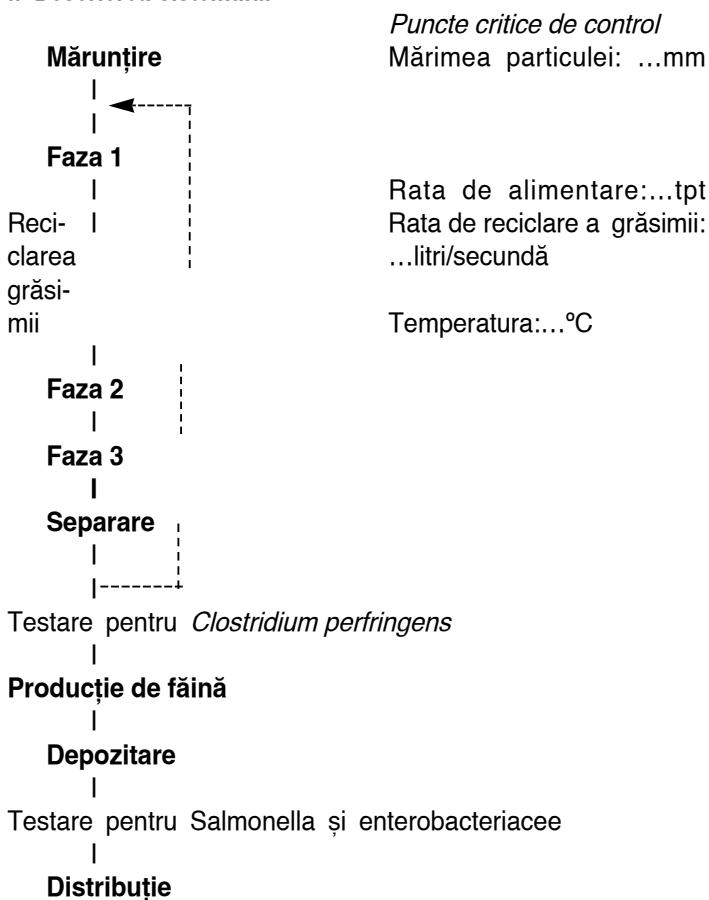 Puncte critice de control
Mărunțire Mărimea particulei: ...mm
Faza 1
Rata de alimentare:...tpt
Reci- Rata de reciclare a grăsimii:
clarea ...litri/secundă
grăsi-
mii Temperatura:...ºC
Faza 2
Faza 3
Separare
Testare pentru Clostridium perfringens
Producție de făină
Depozitare
Testare pentru Salmonella și enterobacteriacee
Distribuție